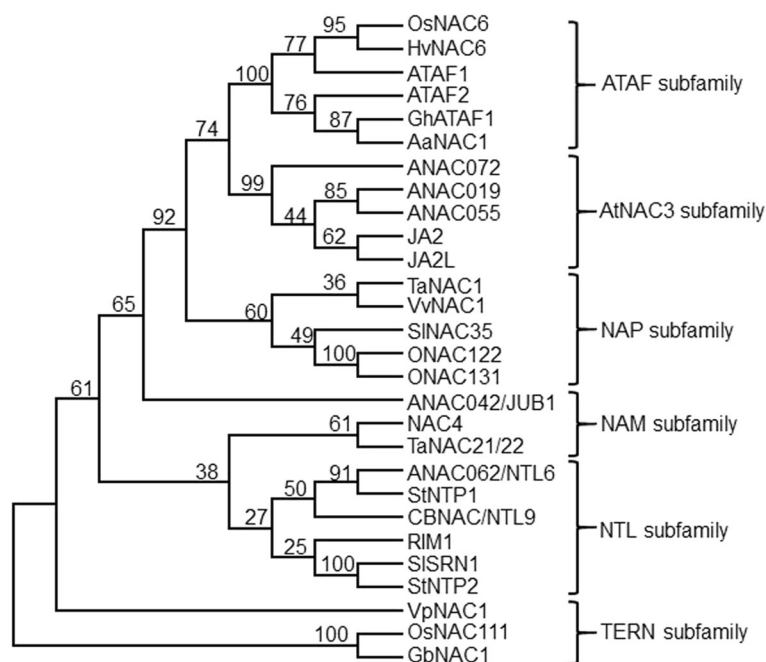 OsNAC6
95
HvNAC6
77
ATAF1
100
ATAF2
76
GhATAF1
87
AaNAC1
ATAF subfamily
74
ANAC072
99
ANAC019
85
ANAC055
44
JA2
62
JA2L
AtNAC3 subfamily
92
TaNAC1
36
VvNAC1
60
SlNAC35
49
ONAC122
100
ONAC131
NAP subfamily
65
ANAC042/JUB1
61
NAC4
61
TaNAC21/22
NAM subfamily
38
ANAC062/NTL6
91
StNTP1
50
CBNAC/NTL9
27
RIM1
25
SlSRN1
100
StNTP2
NTL subfamily
VpNAC1
OsNAC111
100
GbNAC1
TERN subfamily